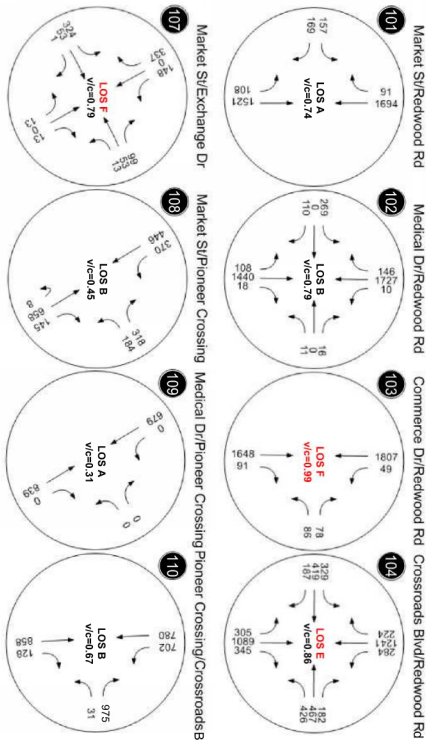 Market St/Redwood Rd
101
157
169
91
1694
LOS A
v/c=0.74
108
1521
Medical Dr/Redwood Rd
102
269
0
110
146
1727
10
LOS B
v/c=0.79
108
1440
18
16
0
11
Commerce Dr/Redwood Rd
103
1807
49
LOS F
v/c=0.99
1648
91
78
86
Crossroads Blvd/Redwood Rd
104
329
419
187
224
1241
284
LOS E
v/c=0.86
305
1089
345
182
467
426
Market St/Exchange Dr
107
324
53
1
337
0
148
LOS F
v/c=0.79
Market St/Pioneer Crossing
108
446
370
LOS B
v/c=0.45
8
658
145
318
184
Medical Dr/Pioneer Crossing
109
679
0
LOS A
v/c=0.31
839
0
0
0
Pioneer Crossing/Crossroads B
110
780
702
LOS B
v/c=0.67
858
128
975
31